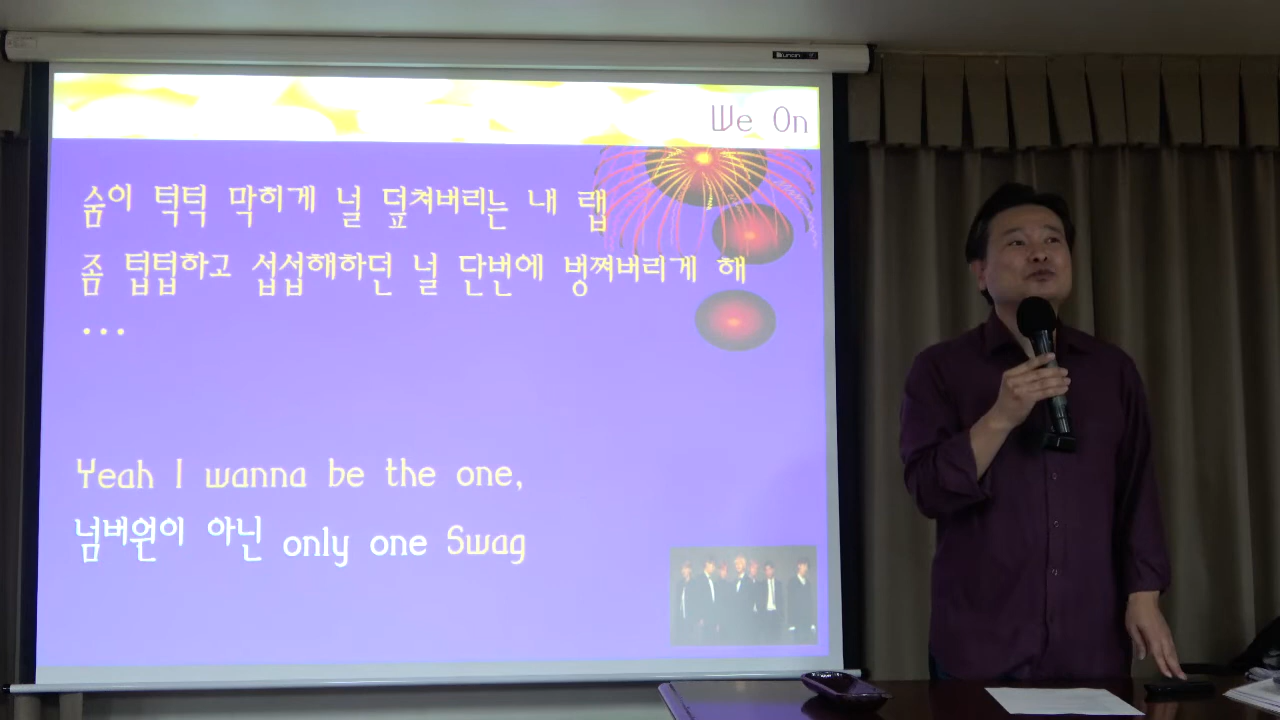 We On
숨이 턱턱 막히게 널 덮쳐버리는 내 랩
좀 텁텁하고 섭섭해하던 널 단번에 벙쪄버리게 해
...
Yeah I wanna be the one,
넘버원이 아닌 only one Swag